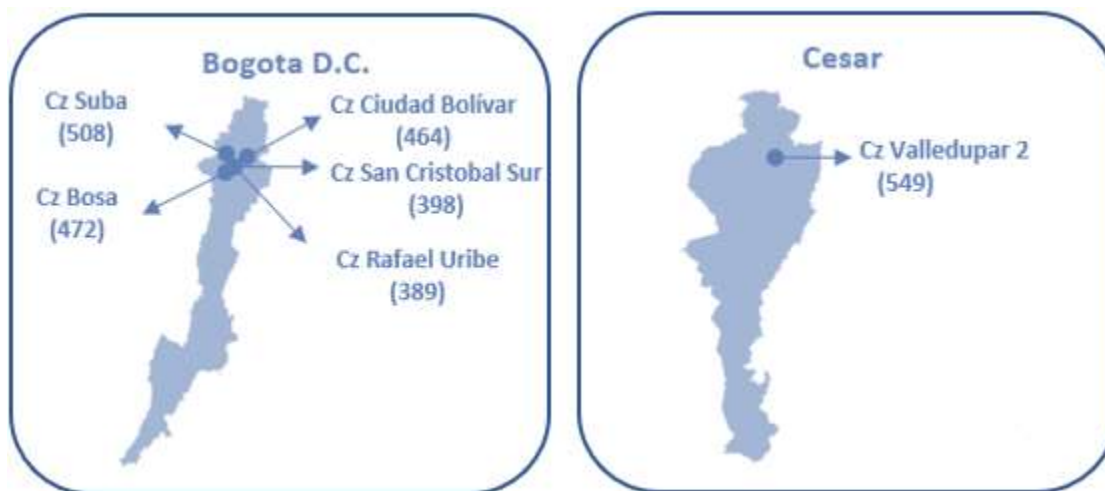 Bogota D.C.
Cz Suba
(508)
Cz Ciudad Bolívar
(464)
Cz San Cristobal Sur
(398)
Cz Bosa
(472)
Cz Rafael Uribe
(389)
Cesar
Cz Valledupar 2
(549)